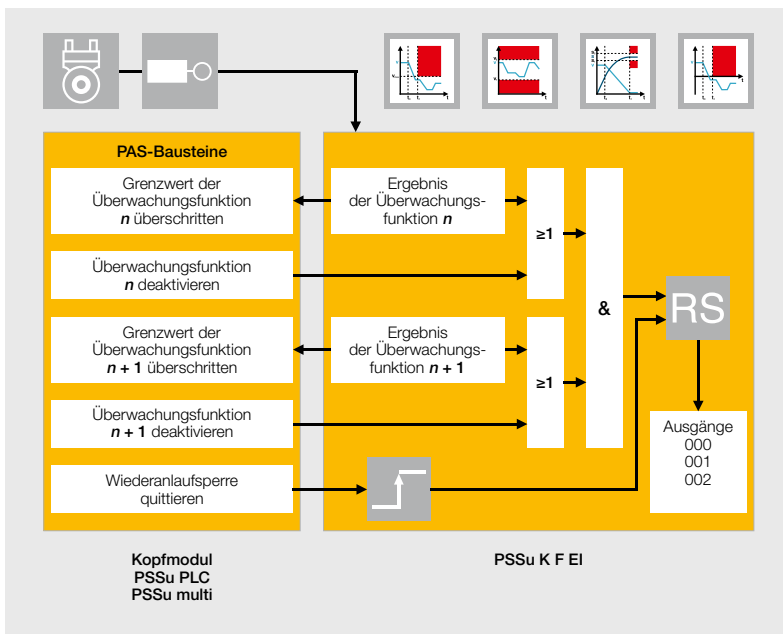 PAS-Bausteine
Grenzwert der
Überwachungsfunktion
n überschritten
Ergebnis
der Überwachungs-
funktion n
≥1
Überwachungsfunktion
n deaktivieren
&
RS
Grenzwert der
Überwachungsfunktion
n + 1 überschritten
Ergebnis
der Überwachungs-
funktion n + 1
≥1
Überwachungsfunktion
n + 1 deaktivieren
Ausgänge
000
001
002
Wiederanlaufsperre
quittieren
Kopfmodul
PSSu PLC
PSSu multi
PSSu K F EI